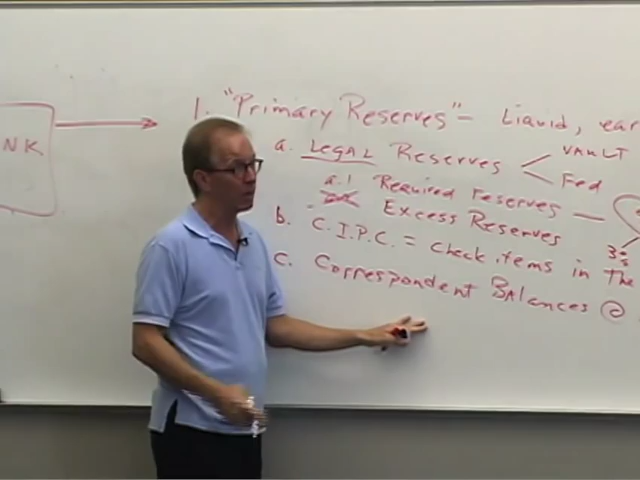 NK
1. "Primary Reserves" - Liquid, ear
a. LEGAL Reserves < VAULT
Fed
a.1 Required Reserves -
Excess Reserves
b. C.I.P.C. = Check items in The
c. Correspondent Balances @